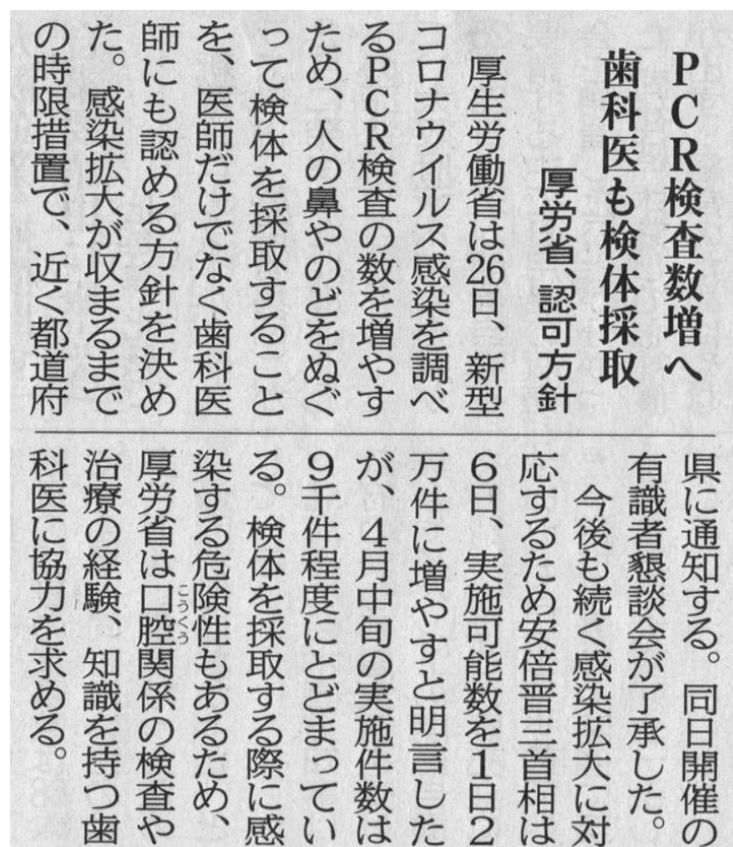 PCR検査数増へ
歯科医も検体採取
厚労省、認可方針
厚生労働省は26日、新型
コロナウイルス感染を調べ
るPCR検査の数を増やす
ため、人の鼻やのどをぬぐ
って検体を採取すること
を、医師だけでなく歯科医
師にも認める方針を決め
た。感染拡大が収まるまで
の時限措置で、近く都道府
県に通知する。同日開催の
有識者懇談会が了承した。
今後も続く感染拡大に対
応するため安倍晋三首相は
6日、実施可能数を1日2
万件に増やすと明言した
が、4月中旬の実施件数は
9千件程度にとどまってい
る。検体を採取する際に感
染する危険性もあるため、
厚労省は口腔関係の検査や
こうくう
治療の経験、知識を持つ歯
科医に協力を求める。